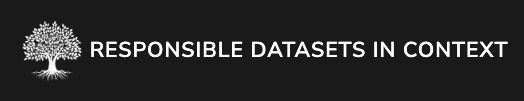 RESPONSIBLE DATASETS IN CONTEXT